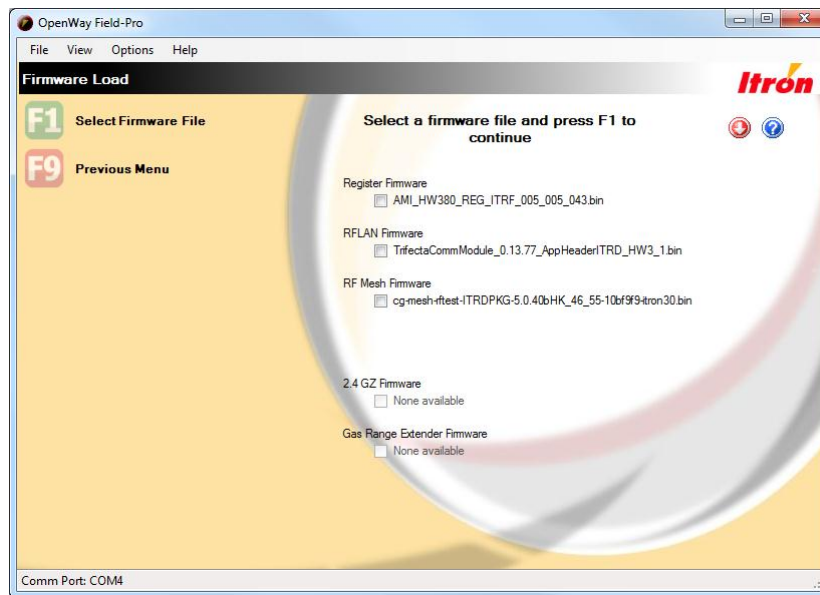 OpenWay Field-Pro
File View Options Help
Firmware Load
Itrón
F1 Select Firmware File
F9 Previous Menu
Select a firmware file and press F1 to
continue
Register Firmware
AMI_HW380_REG_ITRF_005_005_043.bin
RFLAN Firmware
TrifectaCommModule_0.13.77_AppHeaderITRD_HW3_1.bin
RF Mesh Firmware
cg-mesh-rftest-ITRDPKG-5.0.40bHK_46_55-10bf9f9-itron30.bin
2.4 GZ Firmware
None available
Gas Range Extender Firmware
None available
Comm Port: COM4